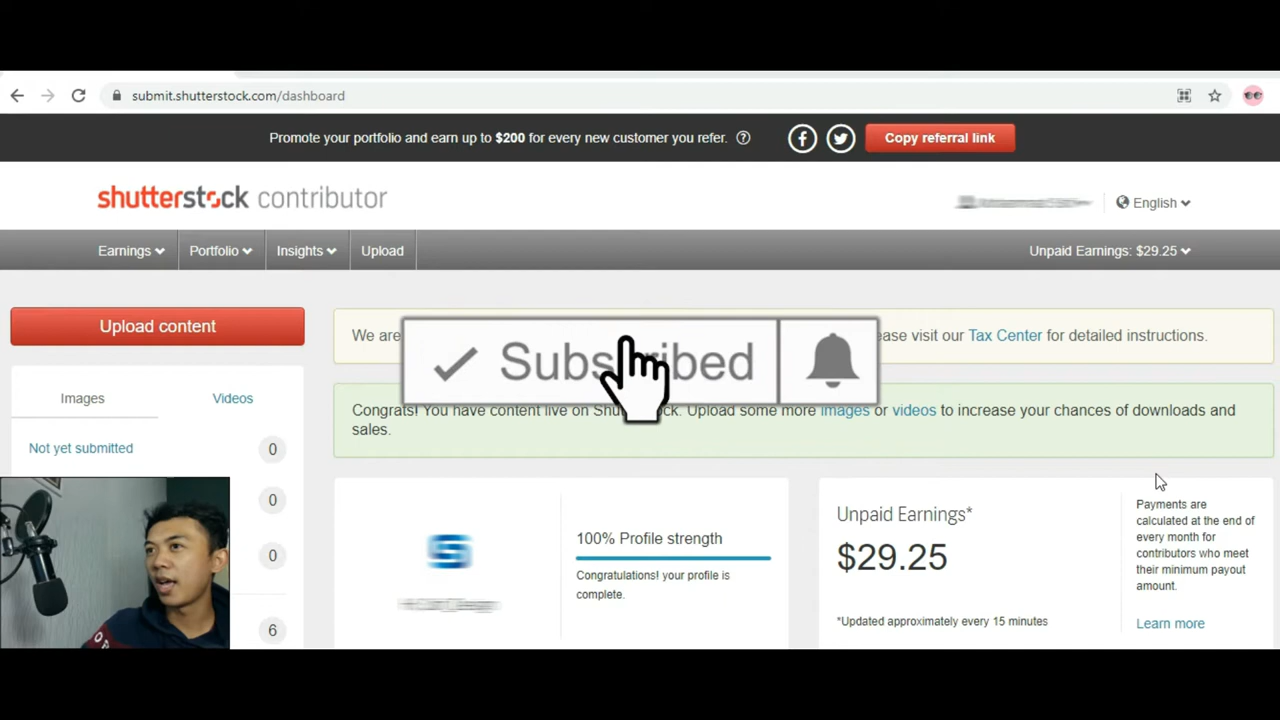 submit.shutterstock.com/dashboard
Promote your portfolio and earn up to $200 for every new customer you refer. ?
Copy referral link
shutterstock contributor
English
Earnings
Portfolio
Insights
Upload
Unpaid Earnings: $29.25
Upload content
We are
visit our Tax Center for detailed instructions.
Subscribed
Congrats! You have content live on Shutterstock. Upload some more images or videos to increase your chances of downloads and
sales.
Images
Videos
Not yet submitted
0
0
0
6
100% Profile strength
Congratulations! your profile is
complete.
Unpaid Earnings*
$29.25
*Updated approximately every 15 minutes
Payments are
calculated at the end of
every month for
contributors who meet
their minimum payout
amount.
Learn more